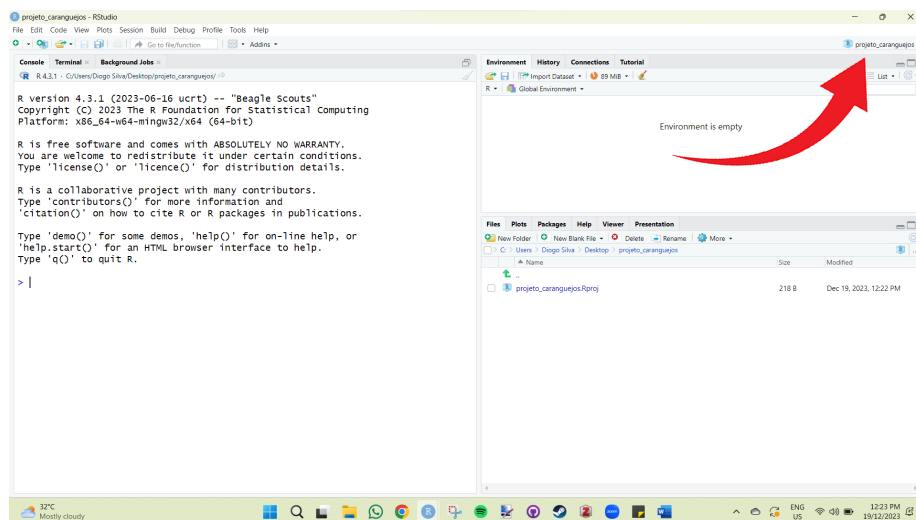 projeto_caranguejos - RStudio
File Edit Code View Plots Session Build Debug Profile Tools Help
Go to file/function Addins
projeto_caranguejos
Console Terminal Background Jobs
R 4.3.1 · C:/Users/Diogo Silva/Desktop/projeto_caranguejos/
R version 4.3.1 (2023-06-16 ucrt) -- "Beagle Scouts"
Copyright (C) 2023 The R Foundation for Statistical Computing
Platform: x86_64-w64-mingw32/x64 (64-bit)
R is free software and comes with ABSOLUTELY NO WARRANTY.
You are welcome to redistribute it under certain conditions.
Type 'license()' or 'licence()' for distribution details.
R is a collaborative project with many contributors.
Type 'contributors()' for more information and
'citation()' on how to cite R or R packages in publications.
Type 'demo()' for some demos, 'help()' for on-line help, or
'help.start()' for an HTML browser interface to help.
Type 'q()' to quit R.
>
Environment History Connections Tutorial
Import Dataset 89 MiB List
R Global Environment
Environment is empty
Files Plots Packages Help Viewer Presentation
New Folder New Blank File Delete Rename More
C: Users Diogo Silva Desktop projeto_caranguejos
Name Size Modified
..
projeto_caranguejos.Rproj 218 B Dec 19, 2023, 12:22 PM
32°C
Mostly cloudy
ENG
US
12:23 PM
19/12/2023